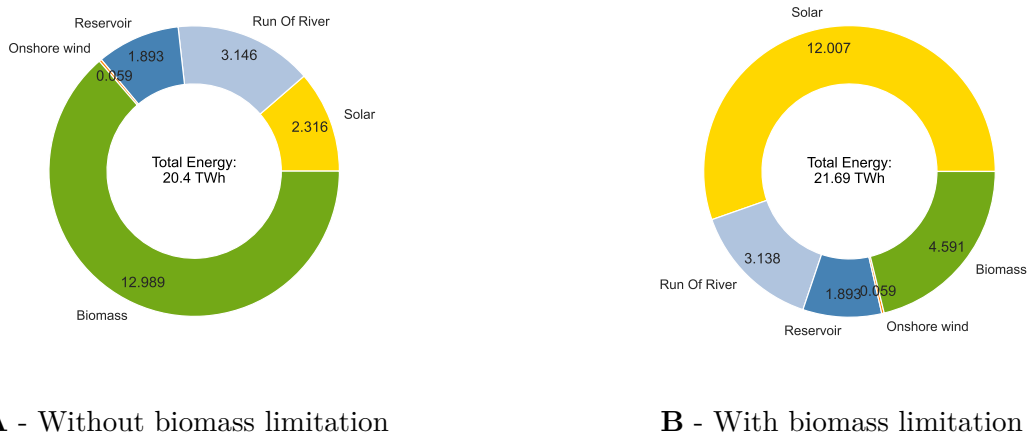 Reservoir
Run Of River
Onshore wind
1.893
3.146
0.059
Solar
2.316
Total Energy:
20.4 TWh
12.989
Biomass
Solar
12.007
Total Energy:
21.69 TWh
4.591
3.138
Biomass
Run Of River
1.893
0.059
Reservoir
Onshore wind
A - Without biomass limitation
B - With biomass limitation